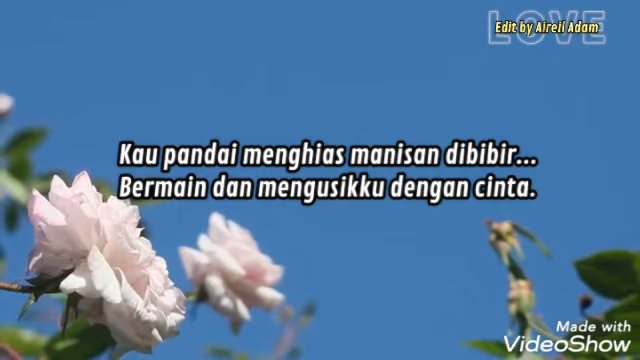 LOVE
Edit by Aireil Adam
Kau pandai menghias manisan dibibir...
Bermain dan mengusikku dengan cinta.
Made with
VideoShow